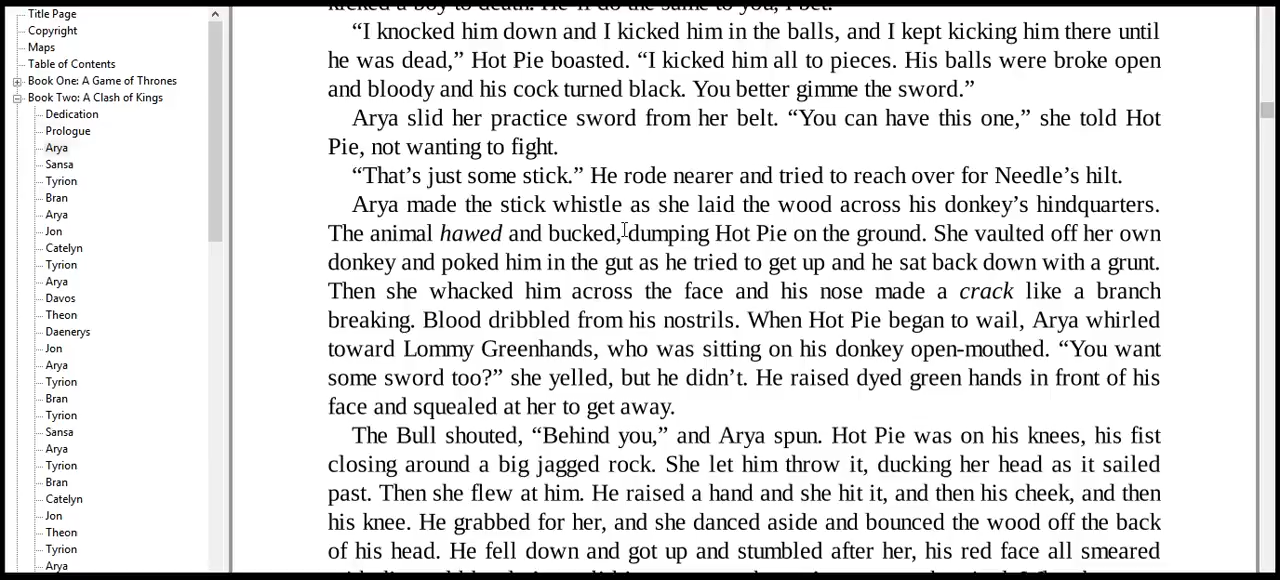 Title Page
Copyright
Maps
Table of Contents
Book One: A Game of Thrones
Book Two: A Clash of Kings
Dedication
Prologue
Arya
Sansa
Tyrion
Bran
Arya
Jon
Catelyn
Tyrion
Arya
Davos
Theon
Daenerys
Jon
Arya
Tyrion
Bran
Tyrion
Sansa
Arya
Tyrion
Bran
Catelyn
Jon
Theon
Tyrion
Arya
“I knocked him down and I kicked him in the balls, and I kept kicking him there until
he was dead,” Hot Pie boasted. “I kicked him all to pieces. His balls were broke open
and bloody and his cock turned black. You better gimme the sword.”
Arya slid her practice sword from her belt. “You can have this one,” she told Hot
Pie, not wanting to fight.
“That’s just some stick.” He rode nearer and tried to reach over for Needle’s hilt.
Arya made the stick whistle as she laid the wood across his donkey’s hindquarters.
The animal hawed and bucked, dumping Hot Pie on the ground. She vaulted off her own
donkey and poked him in the gut as he tried to get up and he sat back down with a grunt.
Then she whacked him across the face and his nose made a crack like a branch
breaking. Blood dribbled from his nostrils. When Hot Pie began to wail, Arya whirled
toward Lommy Greenhands, who was sitting on his donkey open-mouthed. “You want
some sword too?” she yelled, but he didn’t. He raised dyed green hands in front of his
face and squealed at her to get away.
The Bull shouted, “Behind you,” and Arya spun. Hot Pie was on his knees, his fist
closing around a big jagged rock. She let him throw it, ducking her head as it sailed
past. Then she flew at him. He raised a hand and she hit it, and then his cheek, and then
his knee. He grabbed for her, and she danced aside and bounced the wood off the back
of his head. He fell down and got up and stumbled after her, his red face all smeared